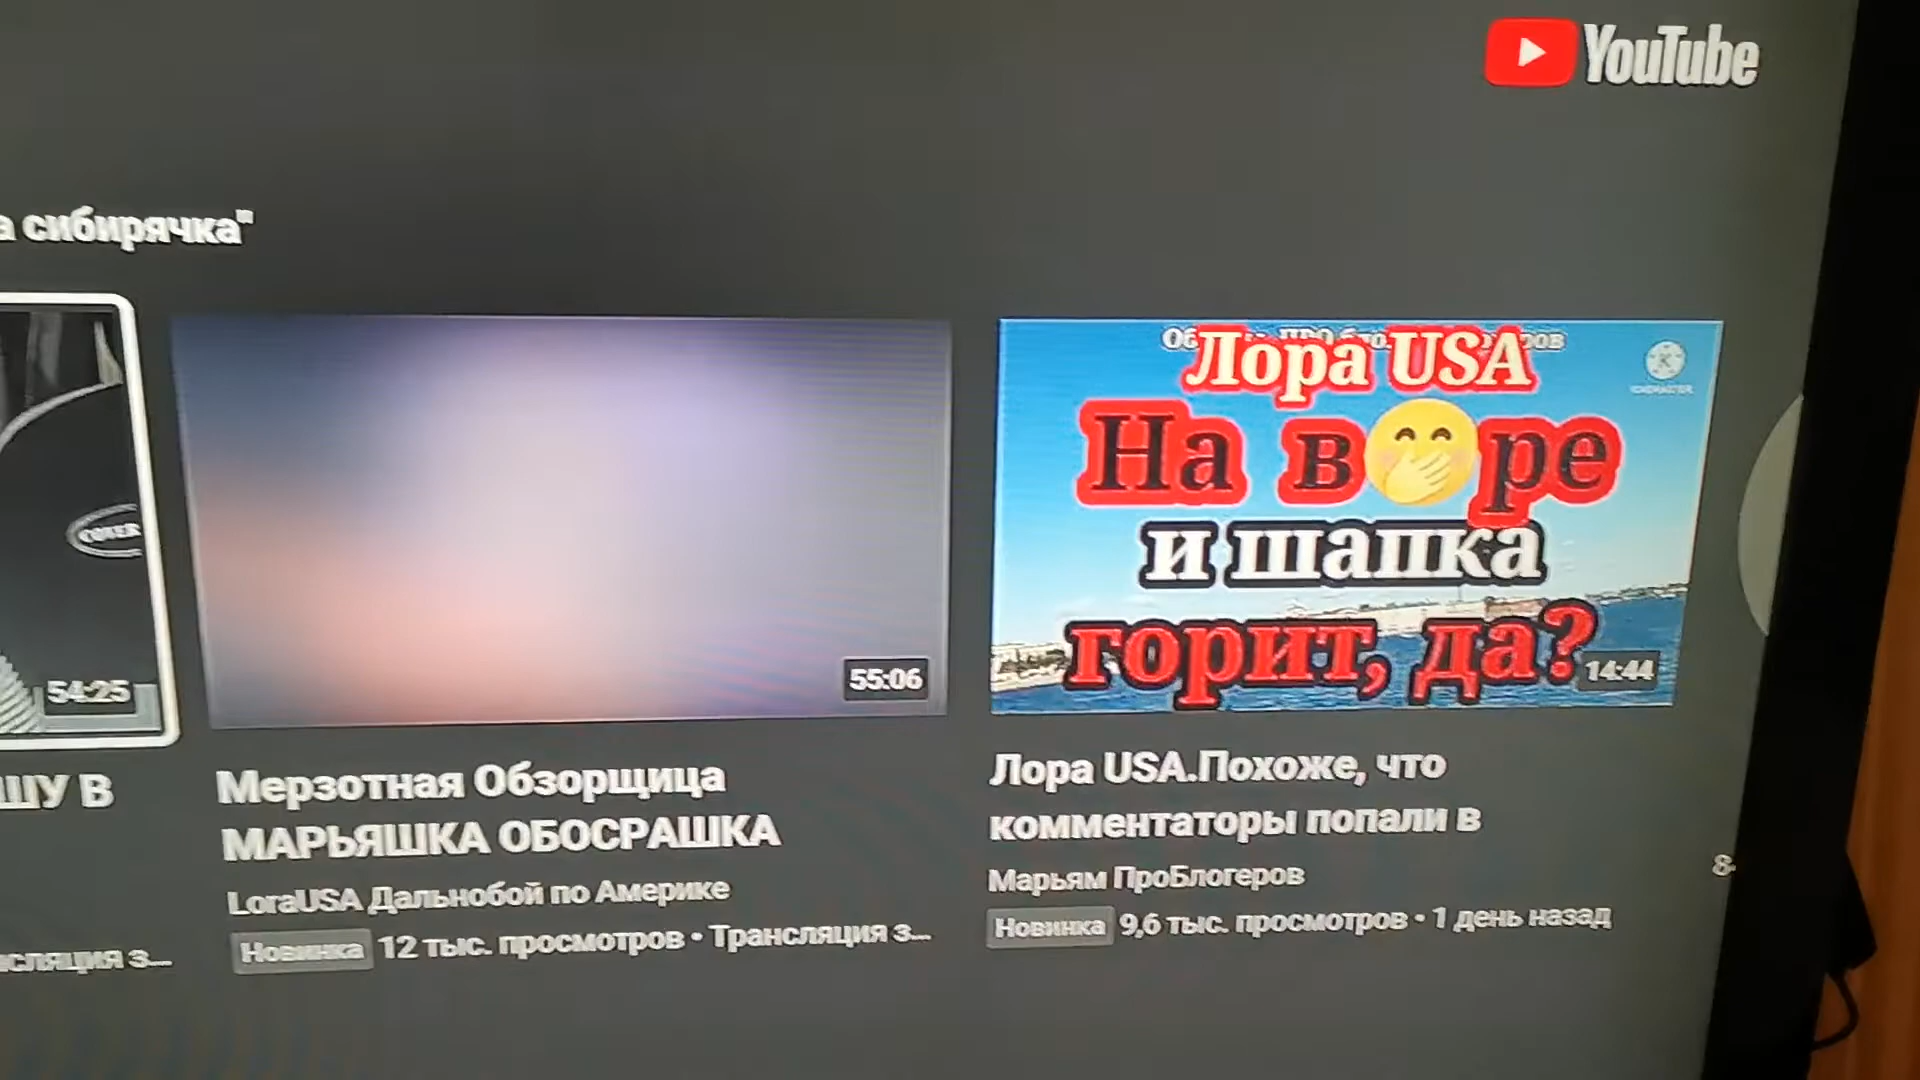 YouTube
а сибирячка"
COVER
54:25
55:06
Лора USA
На в🤭ре
и шапка
горит, да?
14:44
ШУ В
Мерзотная Обзорщица
МАРЬЯШКА ОБОСРАШКА
LoraUSA Дальнобой по Америке
Новинка 12 тыс. просмотров • Трансляция з...
Лора USA.Похоже, что
комментаторы попали в
Марьям ПроБлогеров
Новинка 9,6 тыс. просмотров • 1 день назад
сляция з...